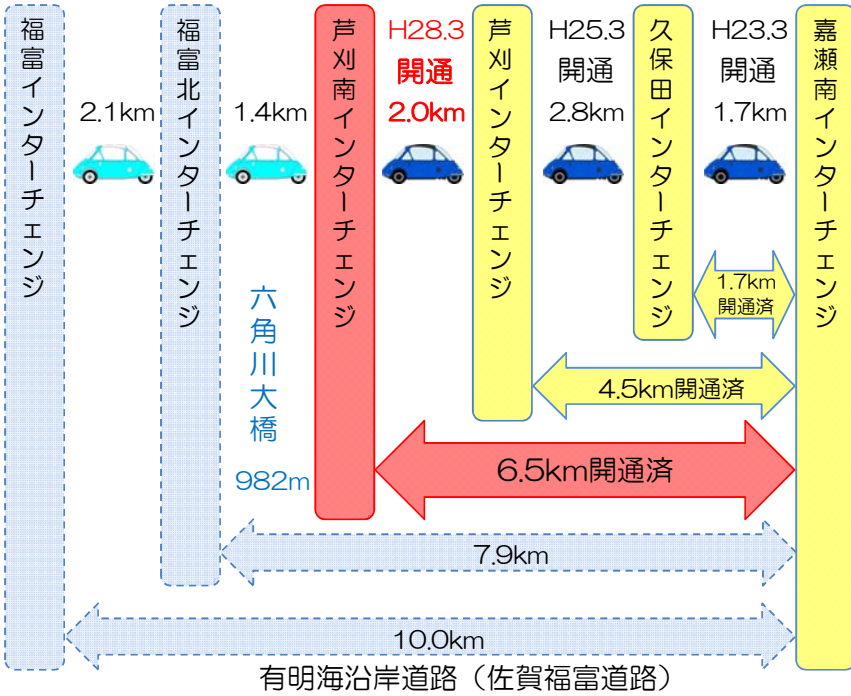 福富インターチェンジ
2.1km
福富北インターチェンジ
1.4km
六角川大橋
982m
芦刈南インターチェンジ
H28.3
開通
2.0km
芦刈インターチェンジ
H25.3
開通
2.8km
久保田インターチェンジ
H23.3
開通
1.7km
嘉瀬南インターチェンジ
1.7km
開通済
4.5km開通済
6.5km開通済
7.9km
10.0km
有明海沿岸道路（佐賀福富道路）